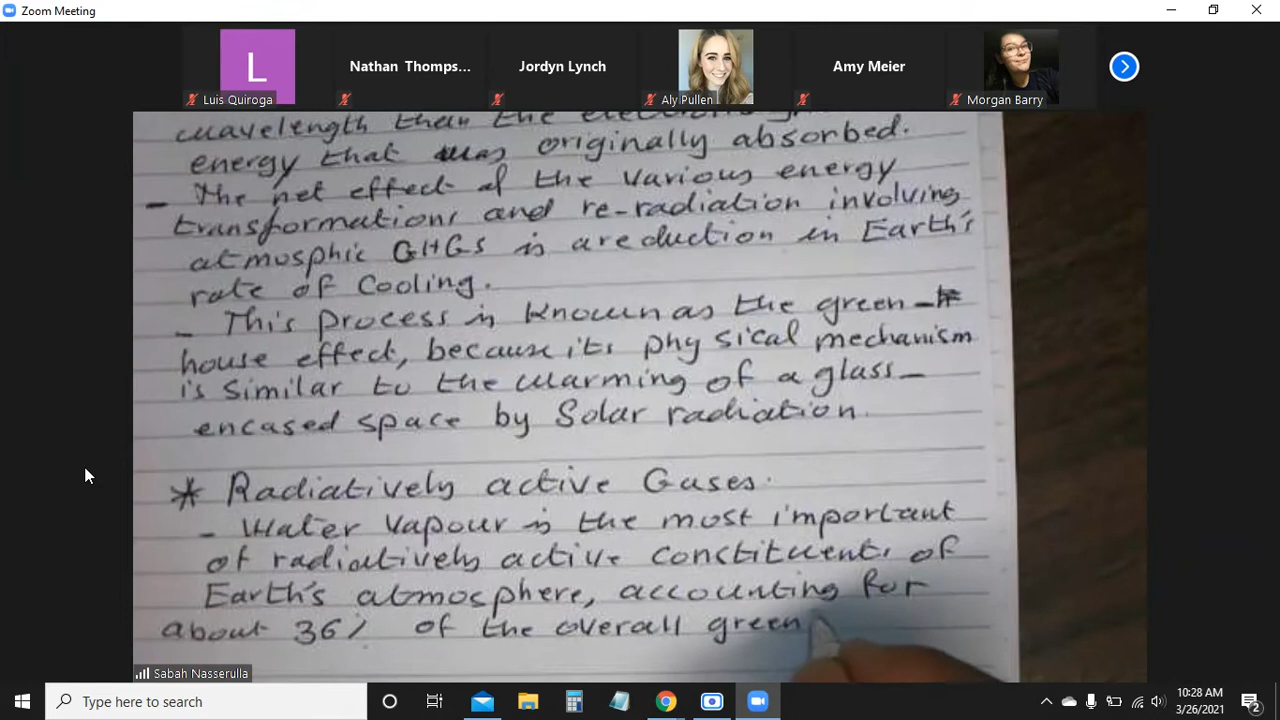 Zoom Meeting
L
Luis Quiroga
Nathan Thomps...
Jordyn Lynch
Aly Pullen
Amy Meier
Morgan Barry
wavelength than the
energy that was originally absorbed.
- The net effect of the various energy
transformations and re-radiation involving
atmosphic GHGs is a reduction in Earth's
rate of Cooling.
- This process is known as the green-
house effect, because its physical mechanism
is similar to the warming of a glass-
encased space by Solar radiation.
* Radiatively active Gases.
- Water Vapour is the most important
of radiatively active constituents of
Earth's atmosphere, accounting for
about 36% of the overall green
Sabah Nasserulla
Type here to search
10:28 AM
3/26/2021
2